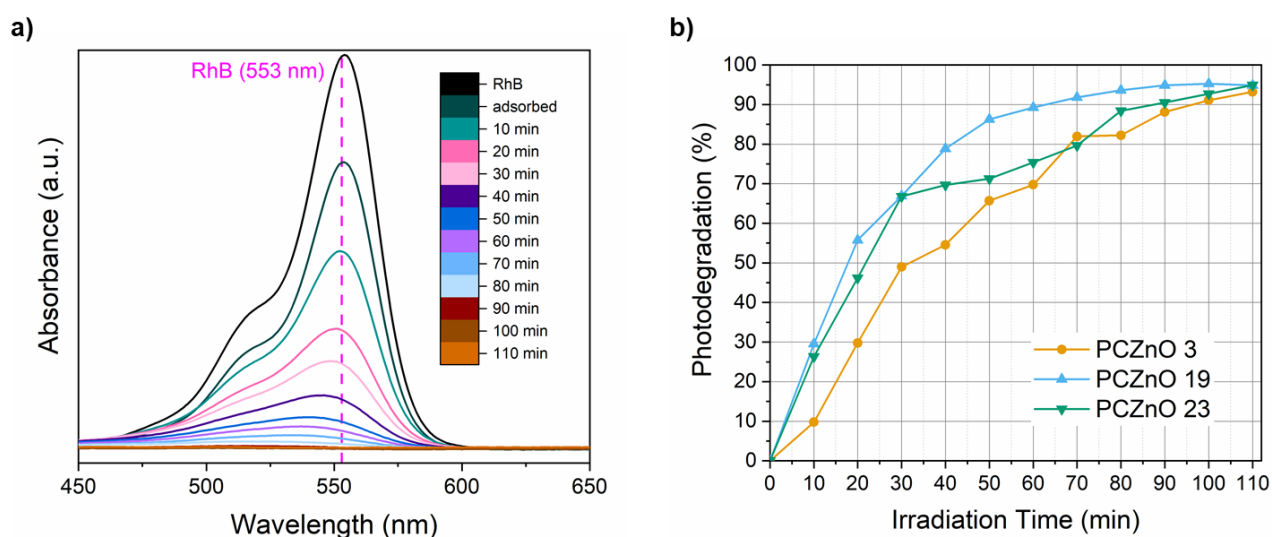 a)
RhB (553 nm)
RhB
adsorbed
10 min
20 min
30 min
40 min
50 min
60 min
70 min
80 min
90 min
100 min
110 min
Absorbance (a.u.)
450 500 550 600 650
Wavelength (nm)
b)
100
90
80
70
60
50
40
30
20
10
0
Photodegradation (%)
PCZnO 3
PCZnO 19
PCZnO 23
0 10 20 30 40 50 60 70 80 90 100 110
Irradiation Time (min)